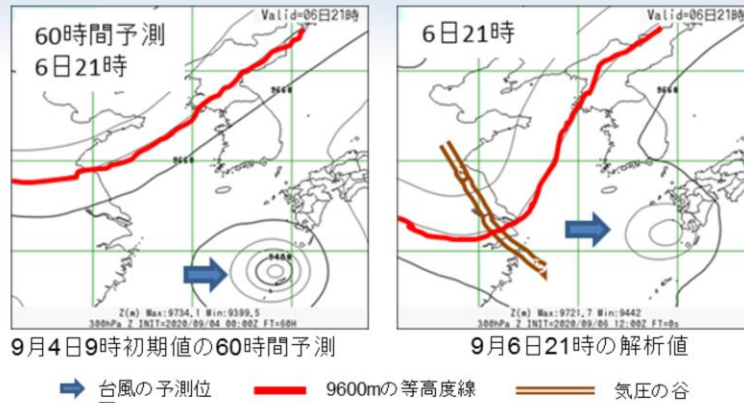 Valid=06日21時
60時間予測
6日21時
9660
9660
9480
Z(m) Max:9734.1 Min:9399.5
300hPa Z INIT=2020/09/04 00:00Z FT=60H
9月4日9時初期値の60時間予測
Valid=06日21時
6日21時
9660
Z(m) Max:9721.7 Min:9442
300hPa Z INIT=2020/09/06 12:00Z FT=0s
9月6日21時の解析値
台風の予測位
9600mの等高度線
気圧の谷